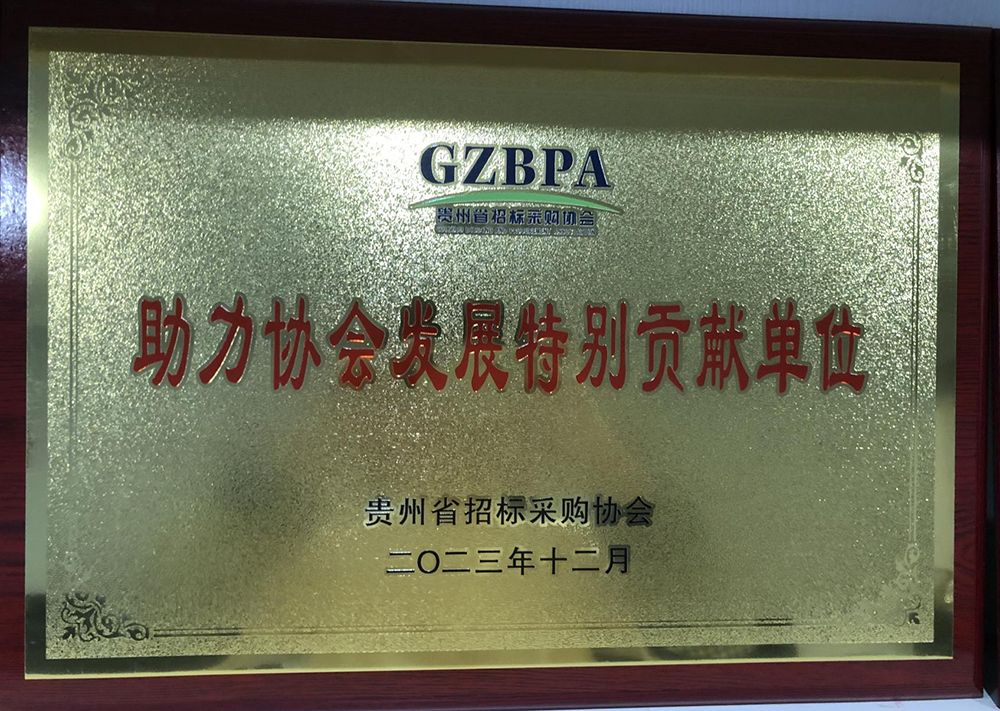 GZBPA
贵州省招标采购协会
助力协会发展特别贡献单位
贵州省招标采购协会
二〇二三年十二月